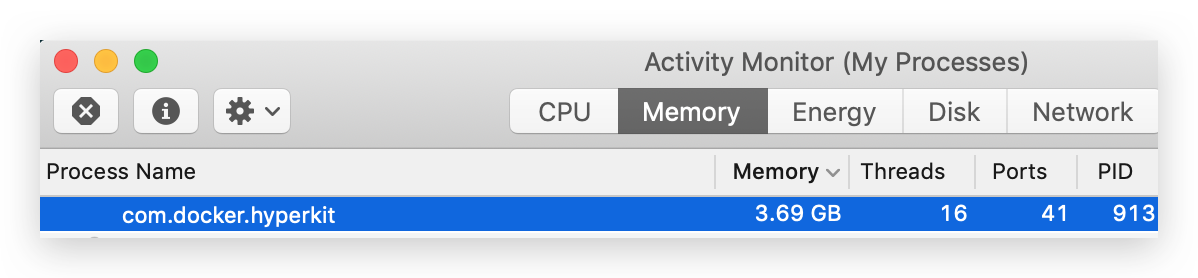 Activity Monitor (My Processes)
CPU Memory Energy Disk Network
Process Name Memory Threads Ports PID
com.docker.hyperkit 3.69 GB 16 41 913